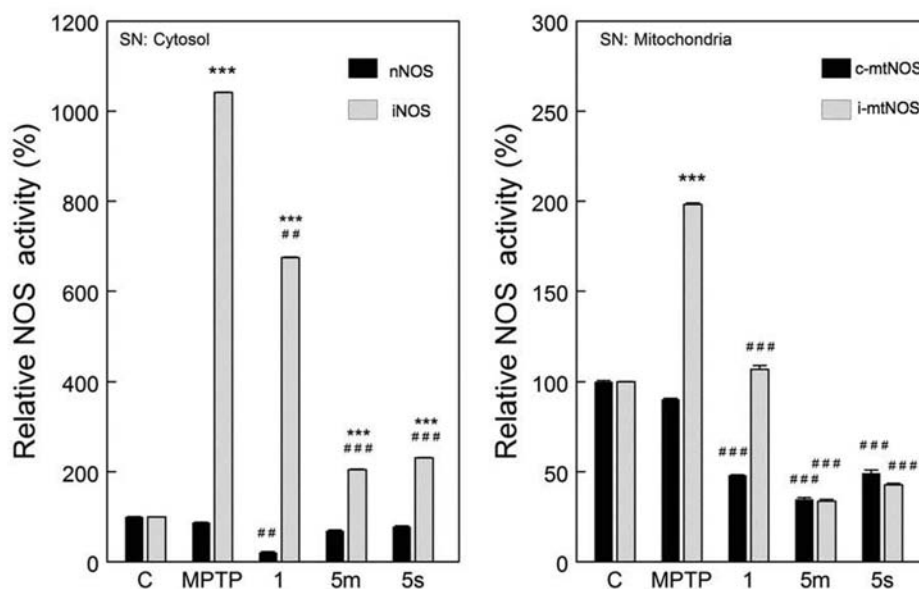 SN: Cytosol
nNOS
iNOS
Relative NOS activity (%)
1200
1000
800
600
400
200
0
***
***
##
##
***
###
***
###
C MPTP 1 5m 5s
SN: Mitochondria
c-mtNOS
i-mtNOS
Relative NOS activity (%)
300
250
200
150
100
50
0
***
###
###
###
###
###
###
C MPTP 1 5m 5s